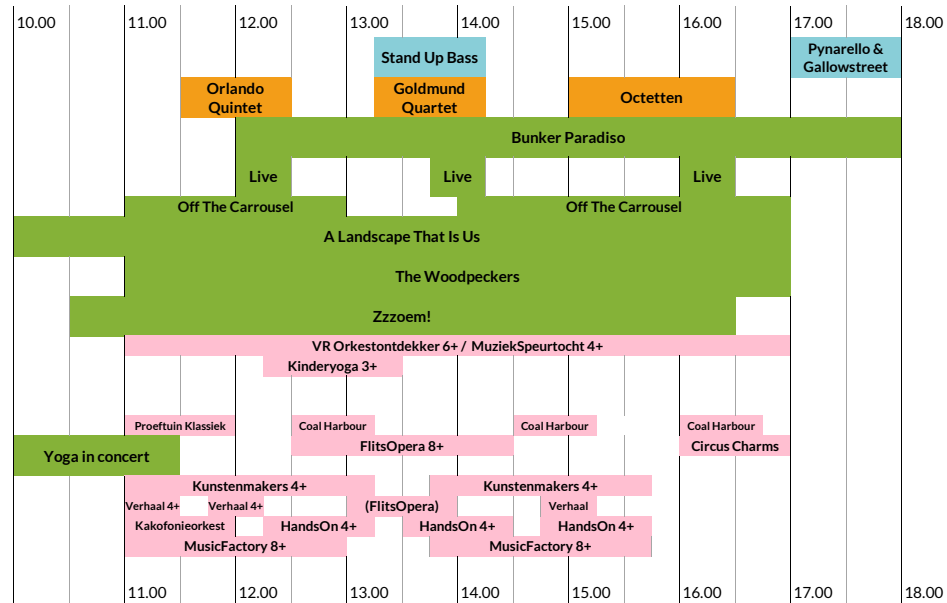 10.00 11.00 12.00 13.00 14.00 15.00 16.00 17.00 18.00
Stand Up Bass
Pynarello &
Gallowstreet
Orlando
Quintet
Goldmund
Quartet
Octetten
Bunker Paradiso
Live Live Live
Off The Carrousel Off The Carrousel
A Landscape That Is Us
The Woodpeckers
Zzzoem!
VR Orkestontdekker 6+ / MuziekSpeurtocht 4+
Kinderyoga 3+
Proeftuin Klassiek Coal Harbour Coal Harbour Coal Harbour
FlitsOpera 8+ Circus Charms
Yoga in concert
Kunstenmakers 4+ Kunstenmakers 4+
Verhaal 4+ Verhaal 4+ (FlitsOpera) Verhaal
Kakofonieorkest HandsOn 4+ HandsOn 4+ HandsOn 4+
MusicFactory 8+ MusicFactory 8+
11.00 12.00 13.00 14.00 15.00 16.00 17.00 18.00